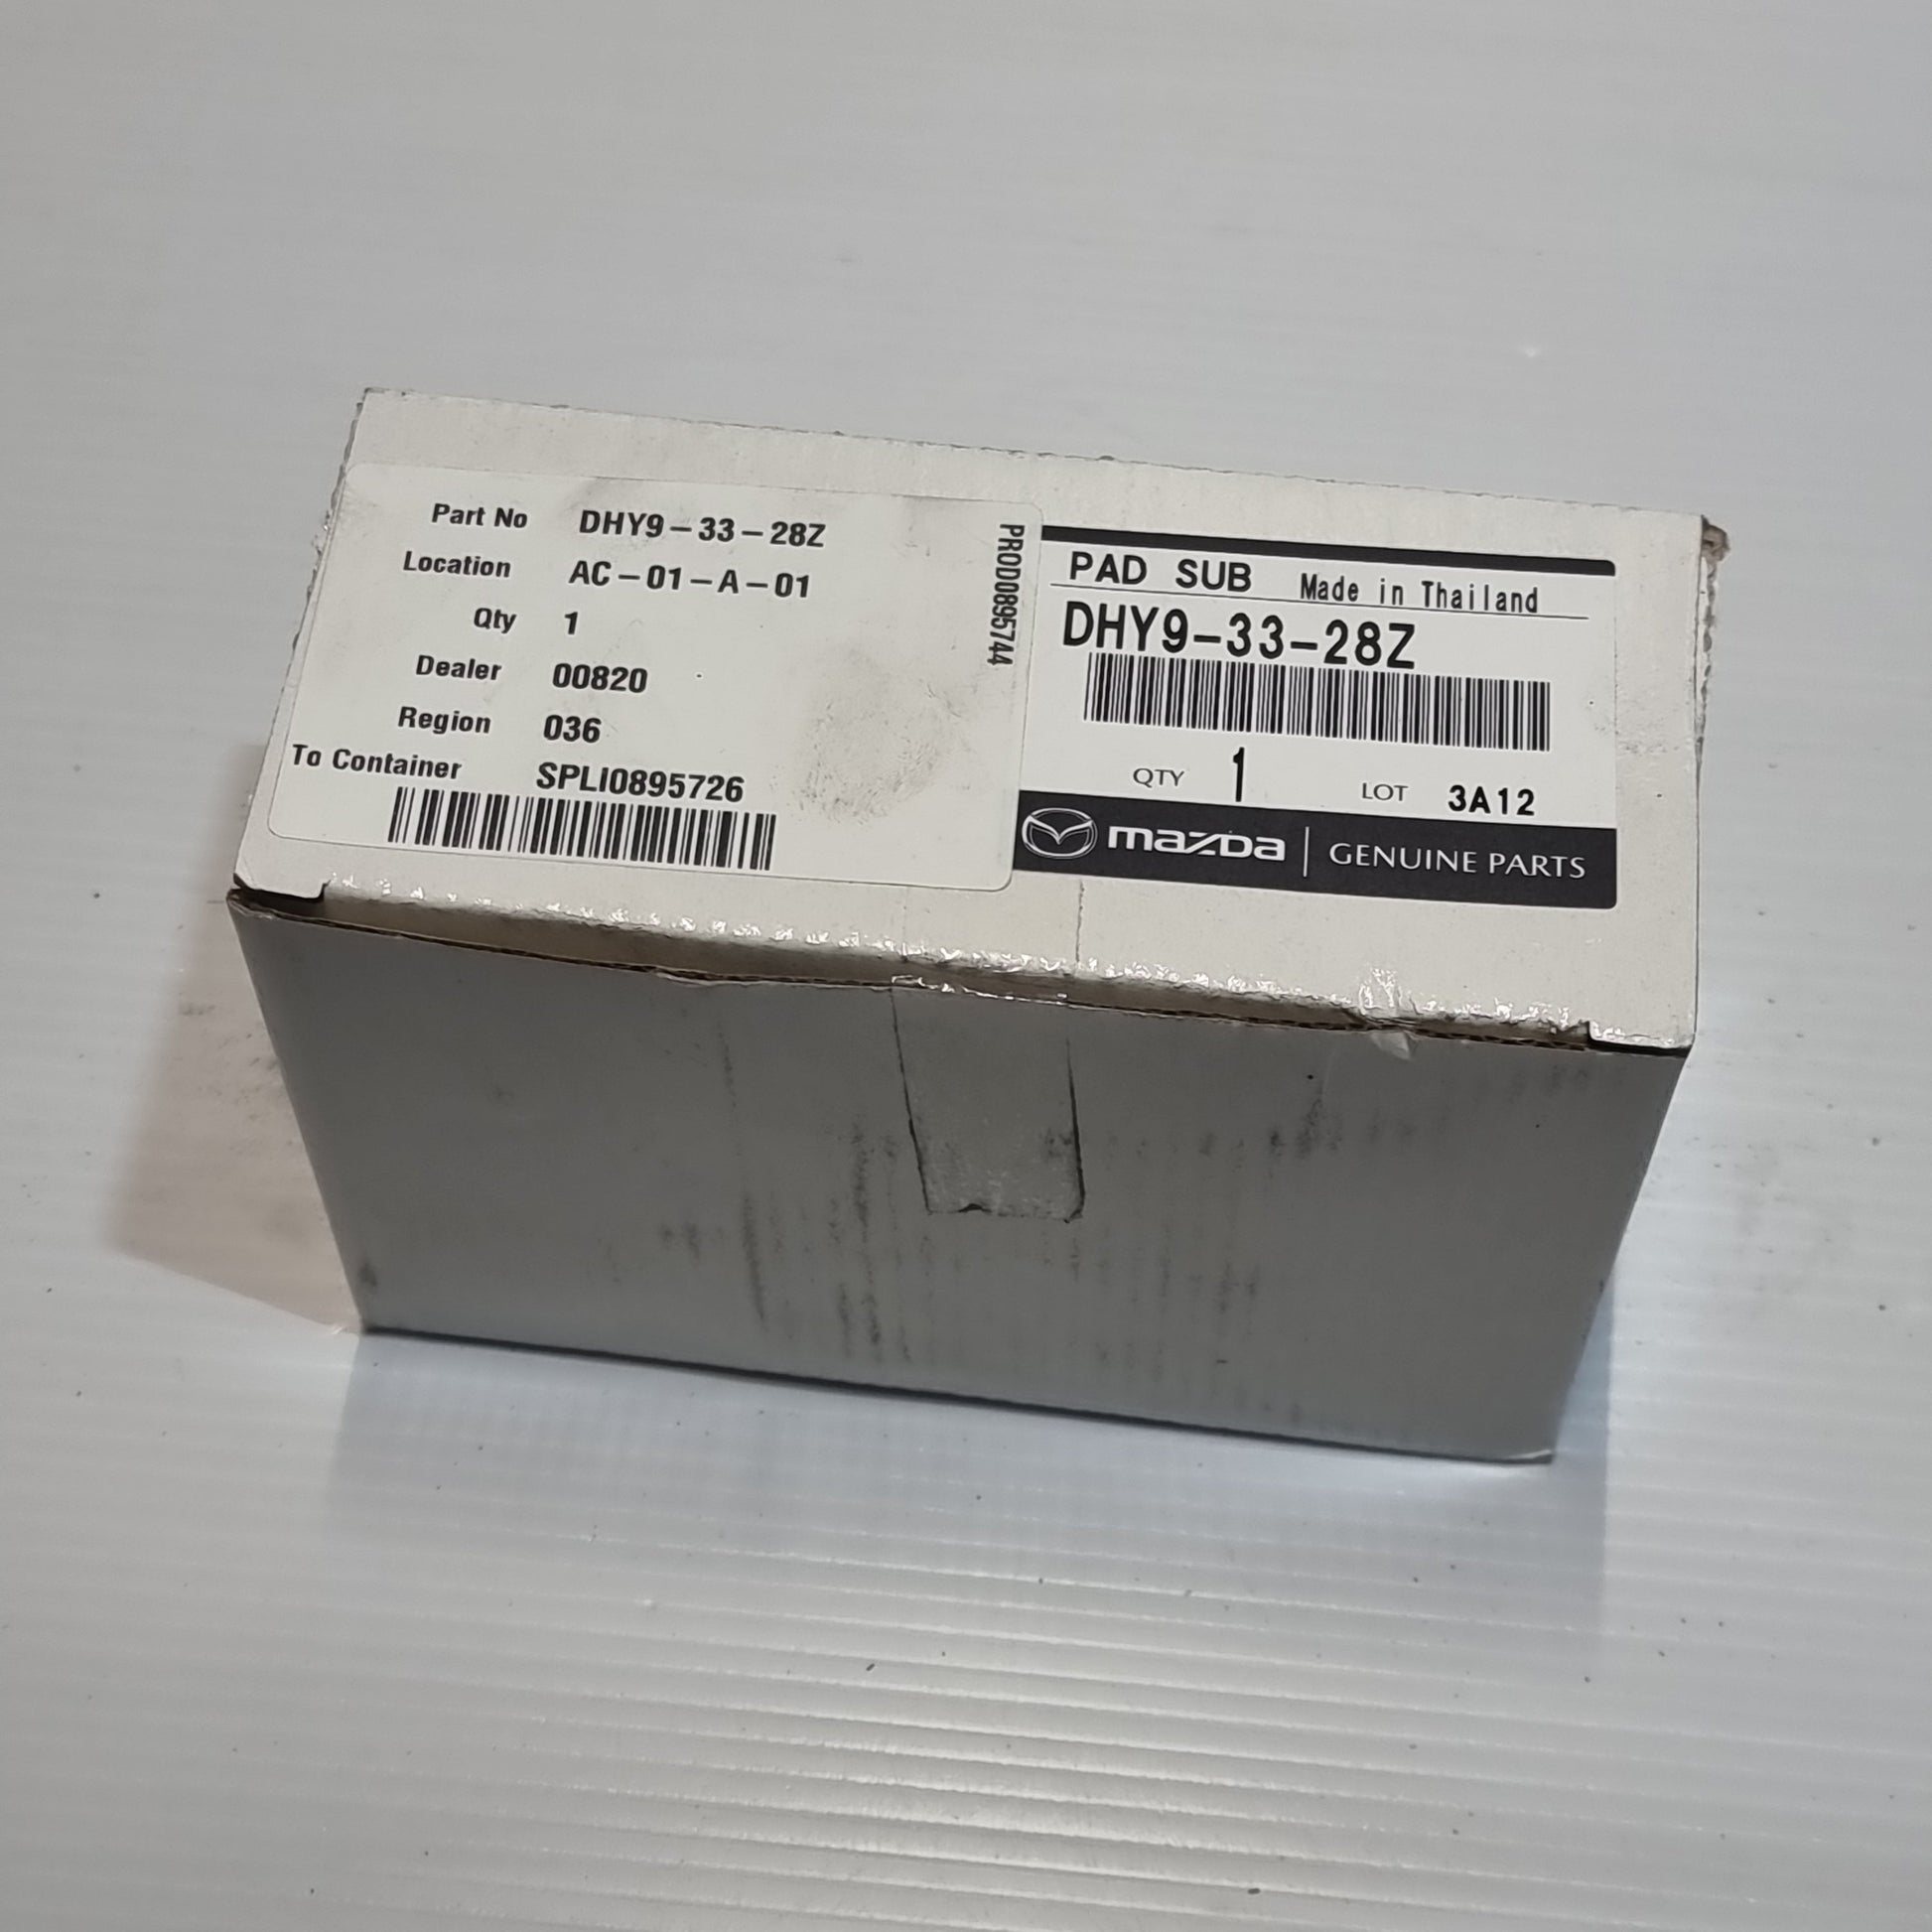 Part No DHY9-33-28Z
Location AC-01-A-01
Qty 1
Dealer 00820
Region 036
To Container SPLI0895726
PROD0895744
PAD SUB Made in Thailand
DHY9-33-28Z
QTY 1 LOT 3A12
mazda GENUINE PARTS